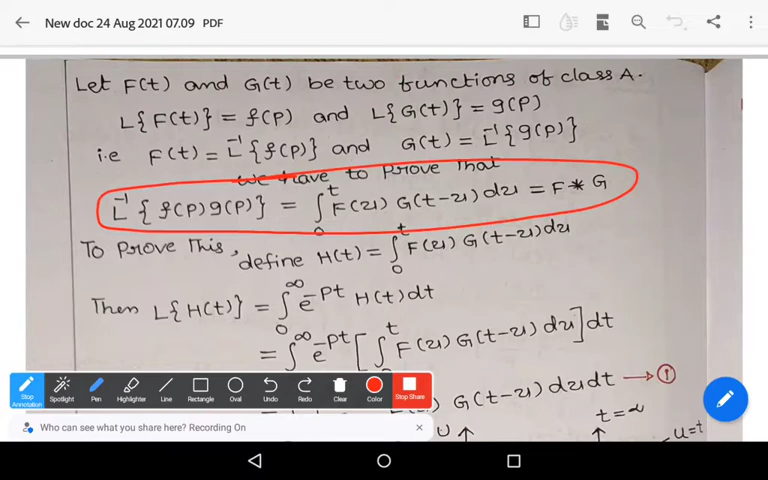 New doc 24 Aug 2021 07.09 PDF
Let F(t) and G(t) be two functions of class A.
L{F(t)} = f(P) and L{G(t)} = g(P)
i.e F(t) = L⁻¹{f(P)} and G(t) = L⁻¹{g(P)}
we have to prove that
L⁻¹{f(P)g(P)} = ∫₀ᵗ F(u) G(t-u) du = F * G
To Prove This, define H(t) = ∫₀ᵗ F(u) G(t-u) du
Then L{H(t)} = ∫₀^∞ e^-Pt H(t) dt
= ∫₀^∞ e^-Pt [∫₀ᵗ F(u) G(t-u) du] dt
G(t-u) du dt → ①
Stop Annotation Spotlight Pen Highlighter Line Rectangle Oval Undo Redo Clear Color Stop Share
Who can see what you share here? Recording On
U t=∝ u=t